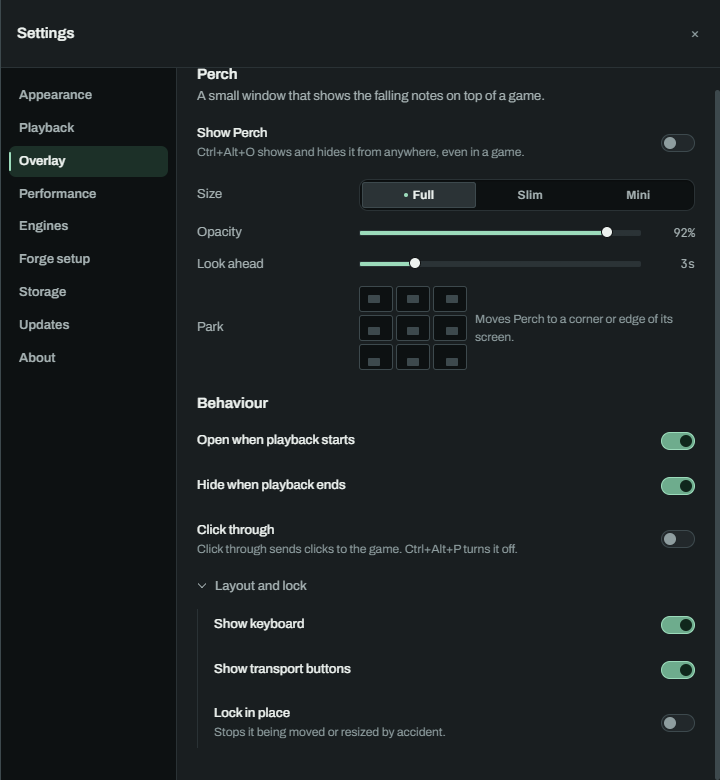 Settings
×
Appearance
Playback
Overlay
Performance
Engines
Forge setup
Storage
Updates
About
Perch
A small window that shows the falling notes on top of a game.
Show Perch
Ctrl+Alt+O shows and hides it from anywhere, even in a game.
Size
Full Slim Mini
Opacity 92%
Look ahead 3s
Park
Moves Perch to a corner or edge of its
screen.
Behaviour
Open when playback starts
Hide when playback ends
Click through
Click through sends clicks to the game. Ctrl+Alt+P turns it off.
Layout and lock
Show keyboard
Show transport buttons
Lock in place
Stops it being moved or resized by accident.